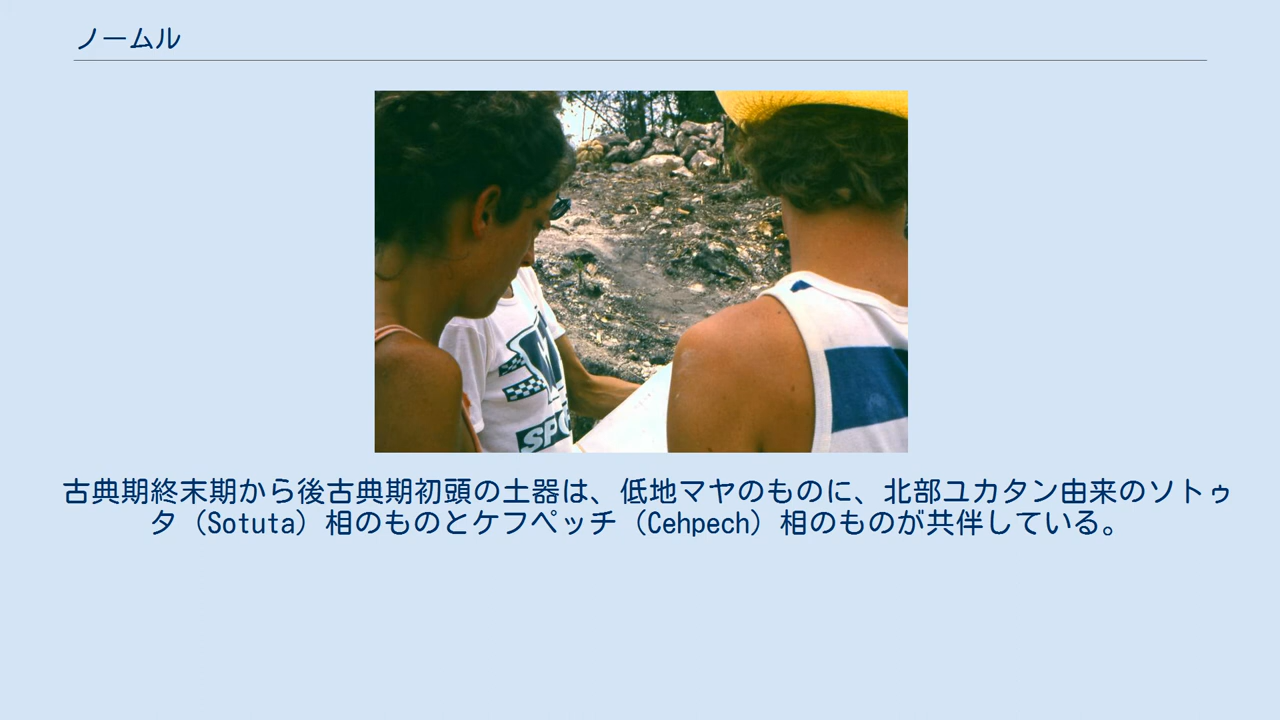 ノームル
SPO
古典期終末期から後古典期初頭の土器は、低地マヤのものに、北部ユカタン由来のソトゥ
タ（Sotuta）相のものとケフペッチ（Cehpech）相のものが共伴している。